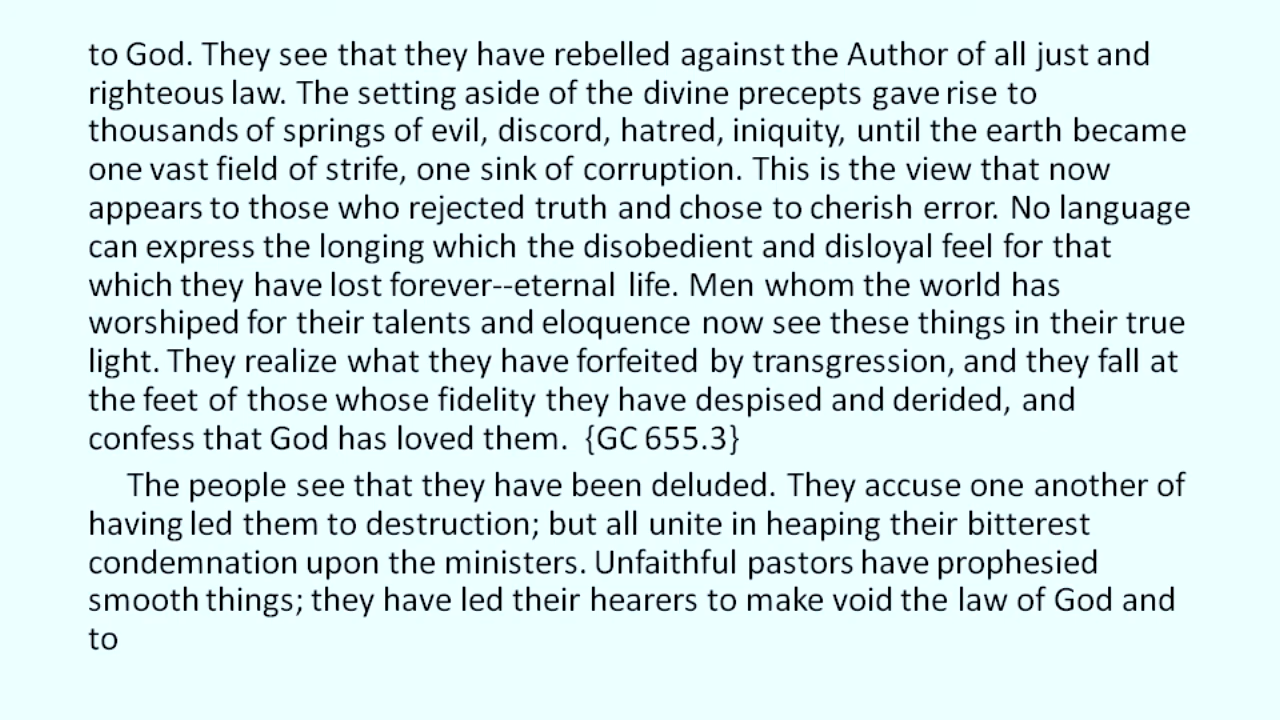 to God. They see that they have rebelled against the Author of all just and
righteous law. The setting aside of the divine precepts gave rise to
thousands of springs of evil, discord, hatred, iniquity, until the earth became
one vast field of strife, one sink of corruption. This is the view that now
appears to those who rejected truth and chose to cherish error. No language
can express the longing which the disobedient and disloyal feel for that
which they have lost forever--eternal life. Men whom the world has
worshiped for their talents and eloquence now see these things in their true
light. They realize what they have forfeited by transgression, and they fall at
the feet of those whose fidelity they have despised and derided, and
confess that God has loved them. {GC 655.3}
The people see that they have been deluded. They accuse one another of
having led them to destruction; but all unite in heaping their bitterest
condemnation upon the ministers. Unfaithful pastors have prophesied
smooth things; they have led their hearers to make void the law of God and
to